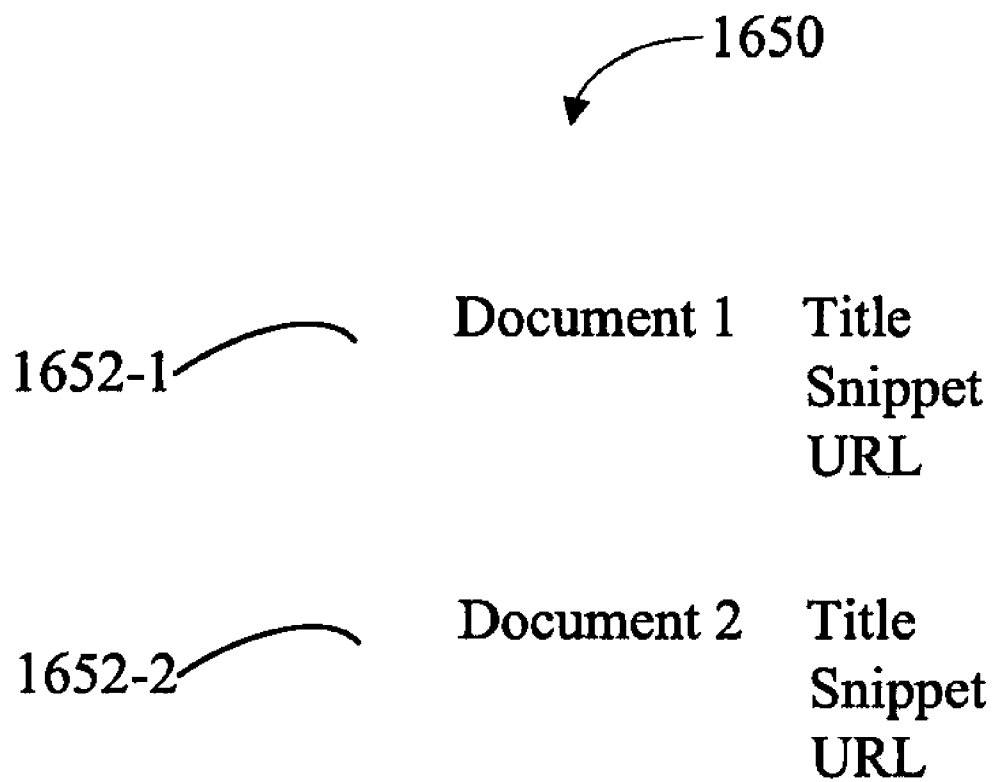 1650
Document 1 Title
1652-1 Snippet
URL
Document 2 Title
1652-2 Snippet
URL